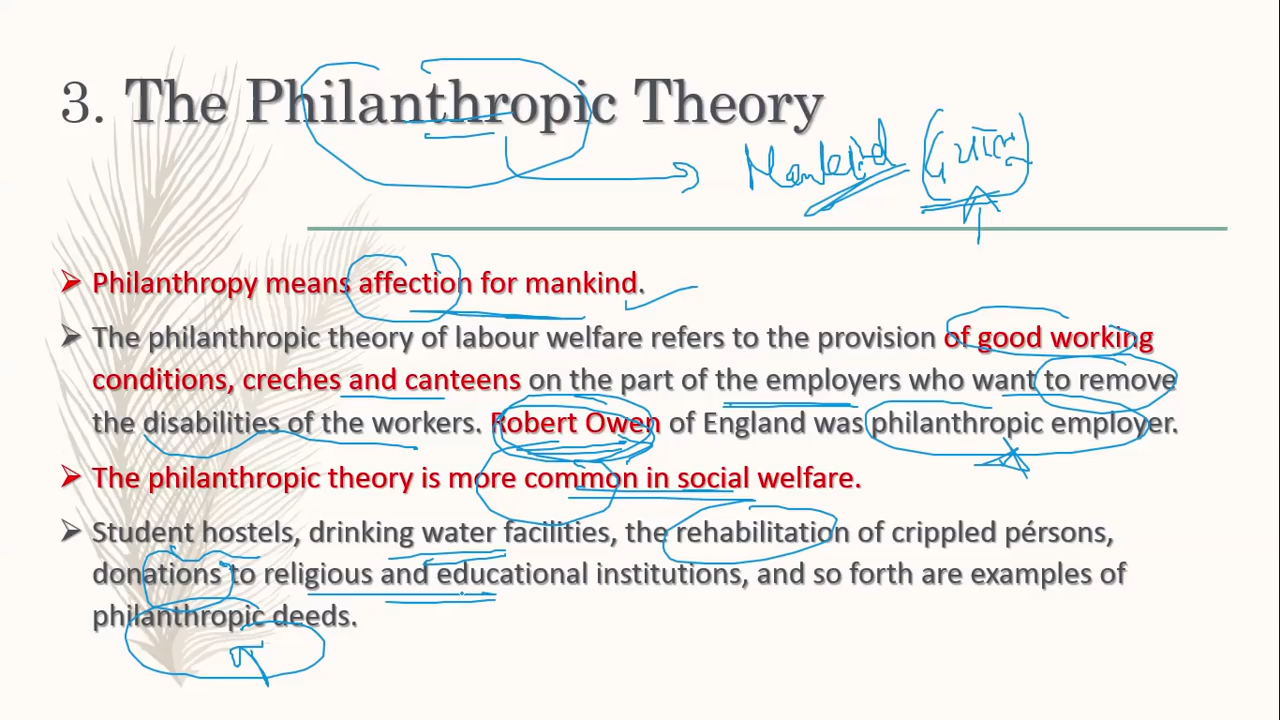 3. The Philanthropic Theory
Mankind
Philanthropy means affection for mankind.
The philanthropic theory of labour welfare refers to the provision of good working
conditions, creches and canteens on the part of the employers who want to remove
the disabilities of the workers. Robert Owen of England was philanthropic employer.
The philanthropic theory is more common in social welfare.
Student hostels, drinking water facilities, the rehabilitation of crippled pérsons,
donations to religious and educational institutions, and so forth are examples of
philanthropic deeds.